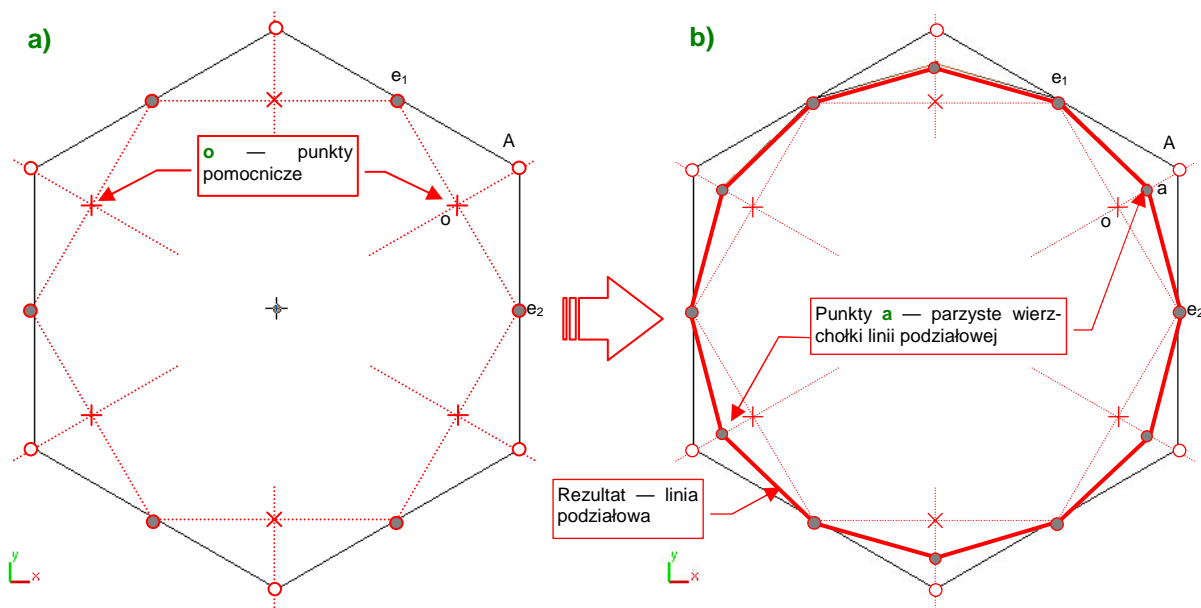 a)
e1
A
o — punkty
pomocnicze
o
e2
y
x
b)
e1
A
a
o
Punkty a — parzyste wierz-
chołki linii podziałowej
e2
Rezultat — linia
podziałowa
y
x